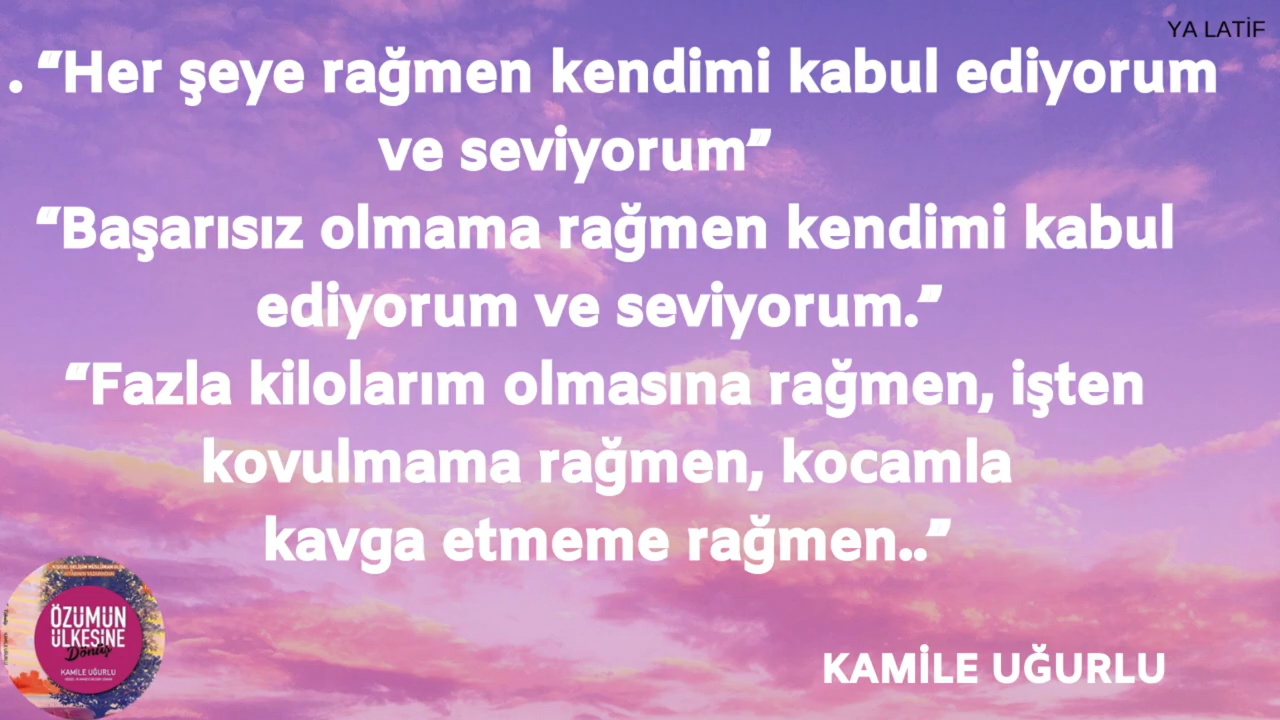 YA LATİF
. “Her şeye rağmen kendimi kabul ediyorum
ve seviyorum”
“Başarısız olmama rağmen kendimi kabul
ediyorum ve seviyorum.”
“Fazla kilolarım olmasına rağmen, işten
kovulmama rağmen, kocamla
kavga etmeme rağmen..”
ÖZÜMÜN
ÜLKESİNE
Dönüş
KAMİLE UĞURLU
KAMİLE UĞURLU